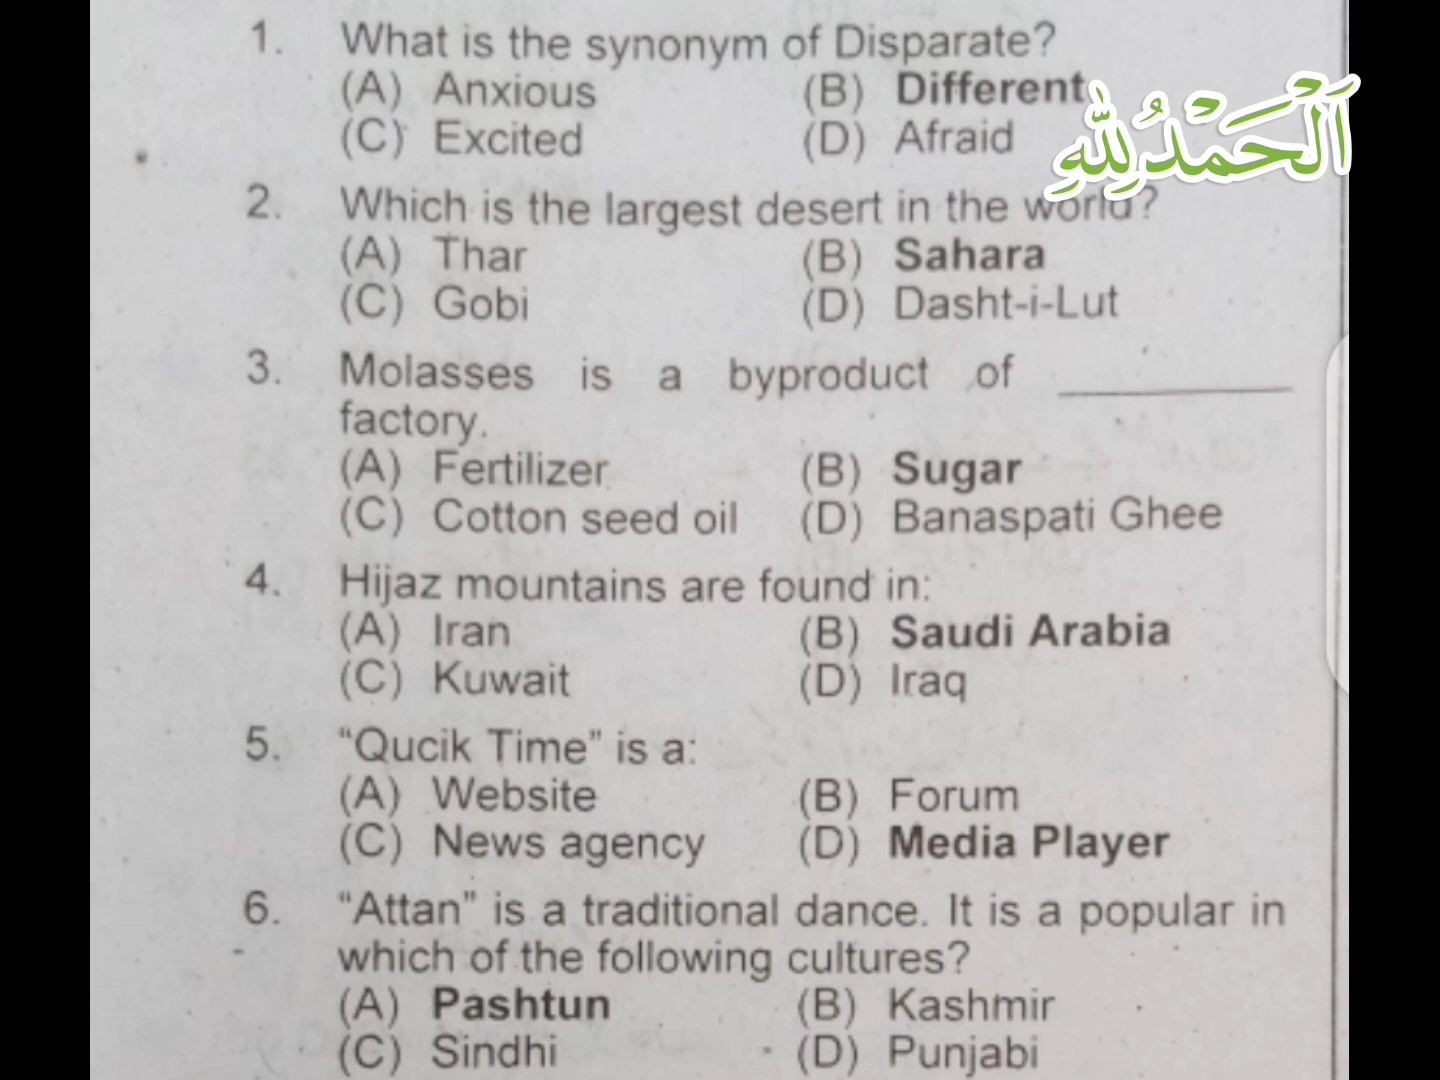 1. What is the synonym of Disparate?
(A) Anxious (B) Different
(C) Excited (D) Afraid
اَلْحَمْدُلِلّٰهِ
2. Which is the largest desert in the world?
(A) Thar (B) Sahara
(C) Gobi (D) Dasht-i-Lut
3. Molasses is a byproduct of __________
factory.
(A) Fertilizer (B) Sugar
(C) Cotton seed oil (D) Banaspati Ghee
4. Hijaz mountains are found in:
(A) Iran (B) Saudi Arabia
(C) Kuwait (D) Iraq
5. “Qucik Time” is a:
(A) Website (B) Forum
(C) News agency (D) Media Player
6. “Attan” is a traditional dance. It is a popular in
which of the following cultures?
(A) Pashtun (B) Kashmir
(C) Sindhi (D) Punjabi